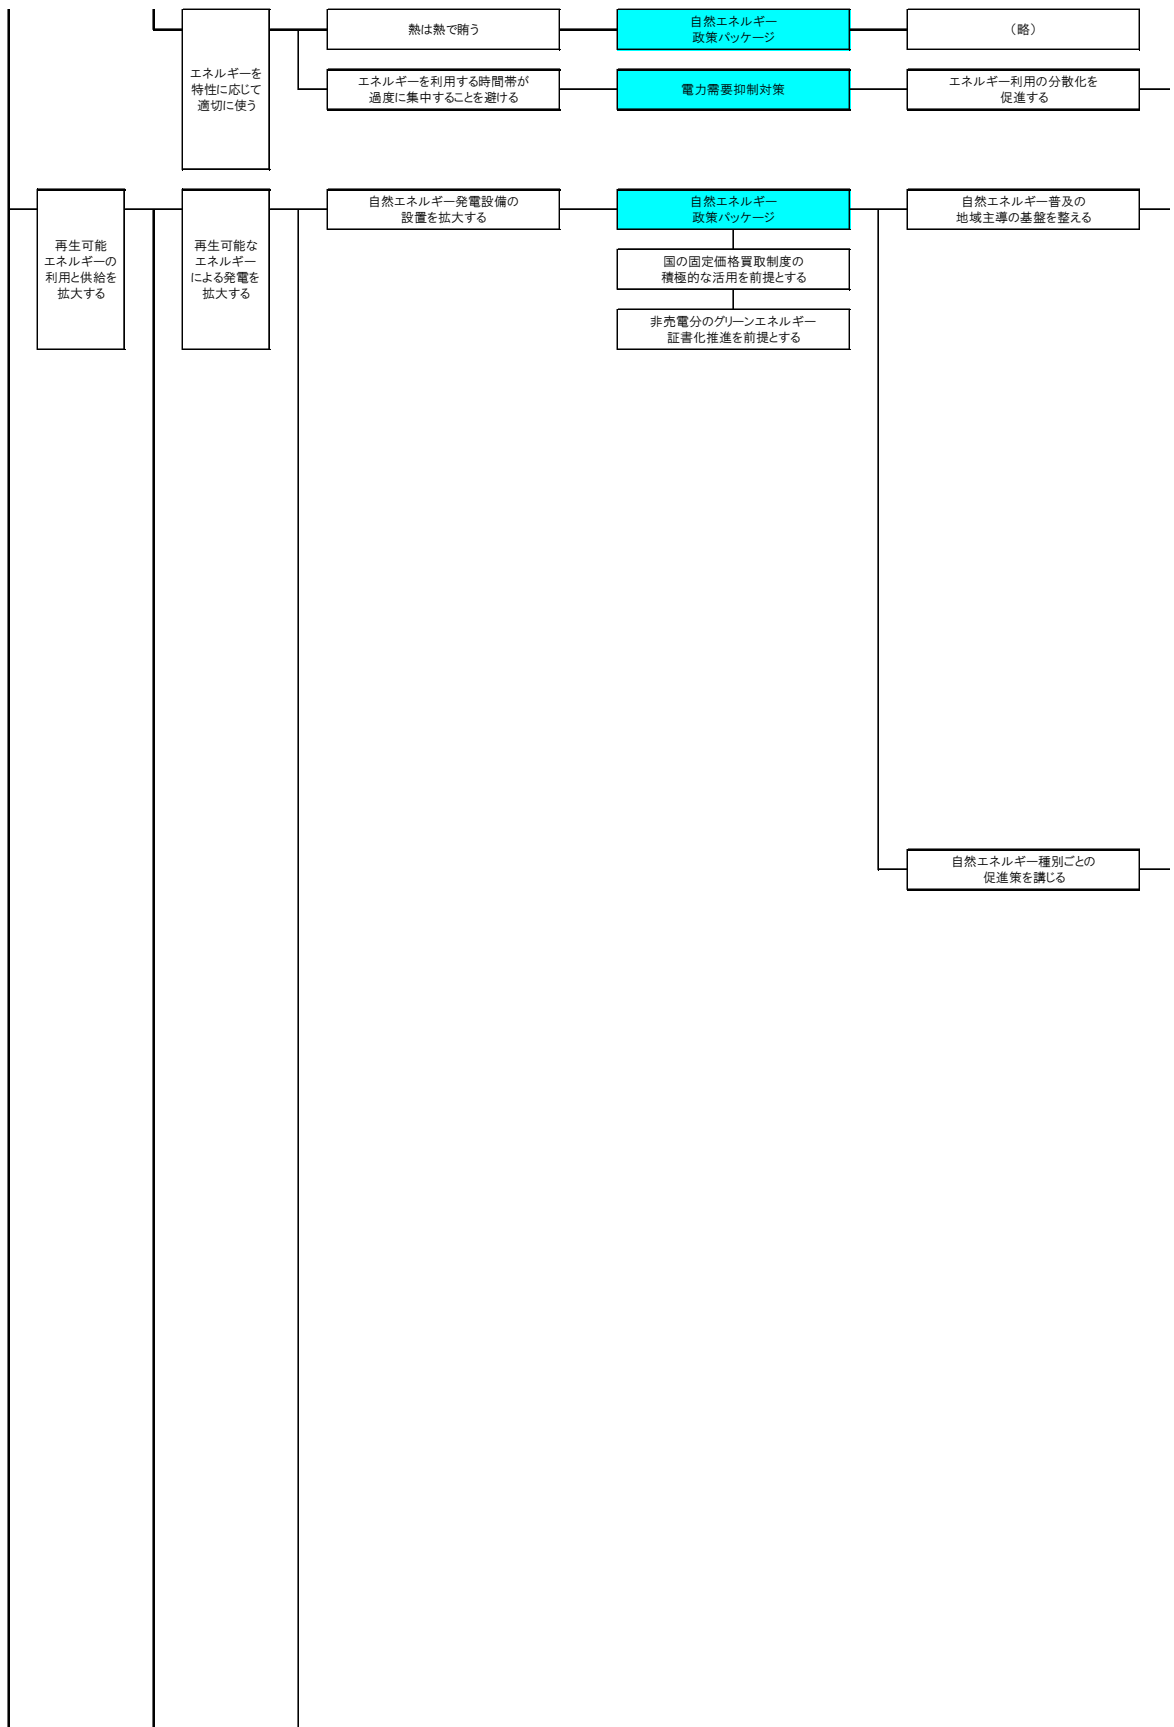 エネルギーを
特性に応じて
適切に使う
熱は熱で賄う
自然エネルギー
政策パッケージ
（略）
エネルギーを利用する時間帯が
過度に集中することを避ける
電力需要抑制対策
エネルギー利用の分散化を
促進する
再生可能
エネルギーの
利用と供給を
拡大する
再生可能な
エネルギー
による発電を
拡大する
自然エネルギー発電設備の
設置を拡大する
自然エネルギー
政策パッケージ
国の固定価格買取制度の
積極的な活用を前提とする
非売電分のグリーンエネルギー
証書化推進を前提とする
自然エネルギー普及の
地域主導の基盤を整える
自然エネルギー種別ごとの
促進策を講じる